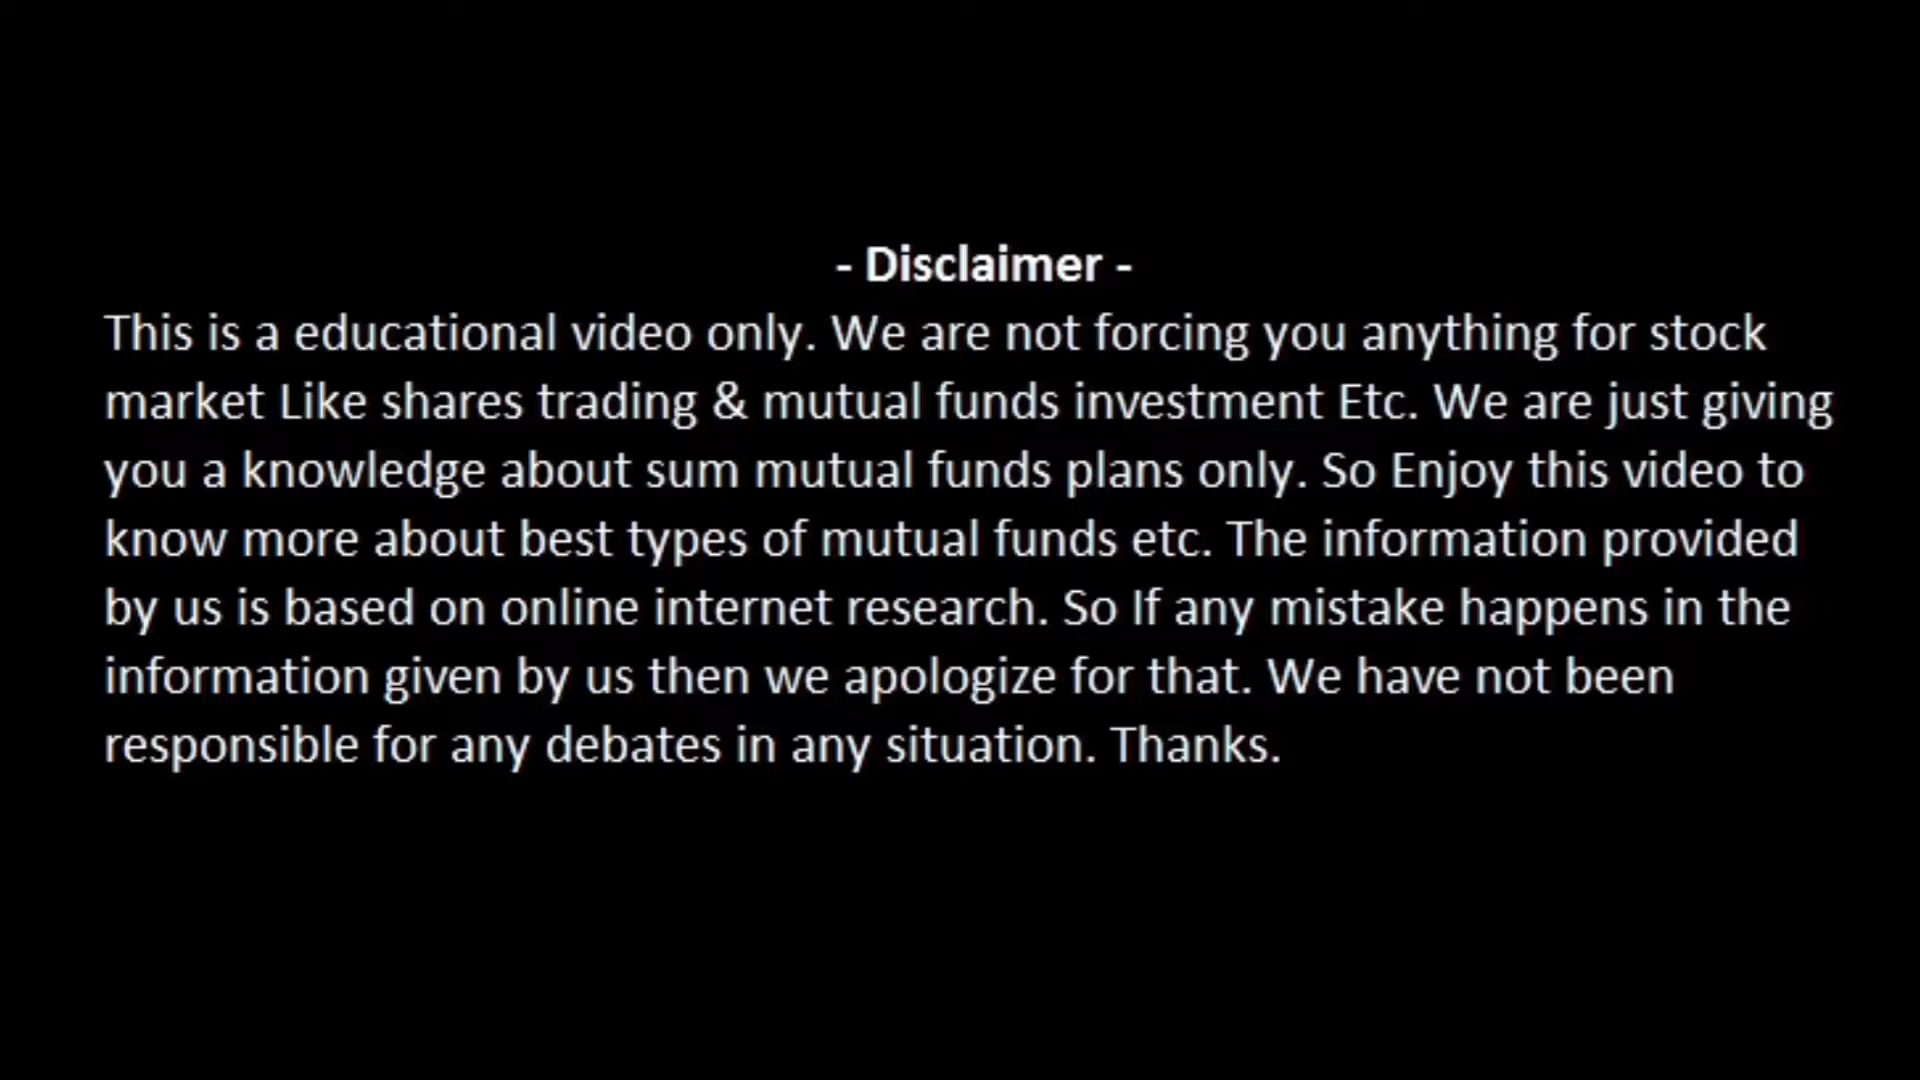 - Disclaimer -
This is a educational video only. We are not forcing you anything for stock
market Like shares trading & mutual funds investment Etc. We are just giving
you a knowledge about sum mutual funds plans only. So Enjoy this video to
know more about best types of mutual funds etc. The information provided
by us is based on online internet research. So If any mistake happens in the
information given by us then we apologize for that. We have not been
responsible for any debates in any situation. Thanks.